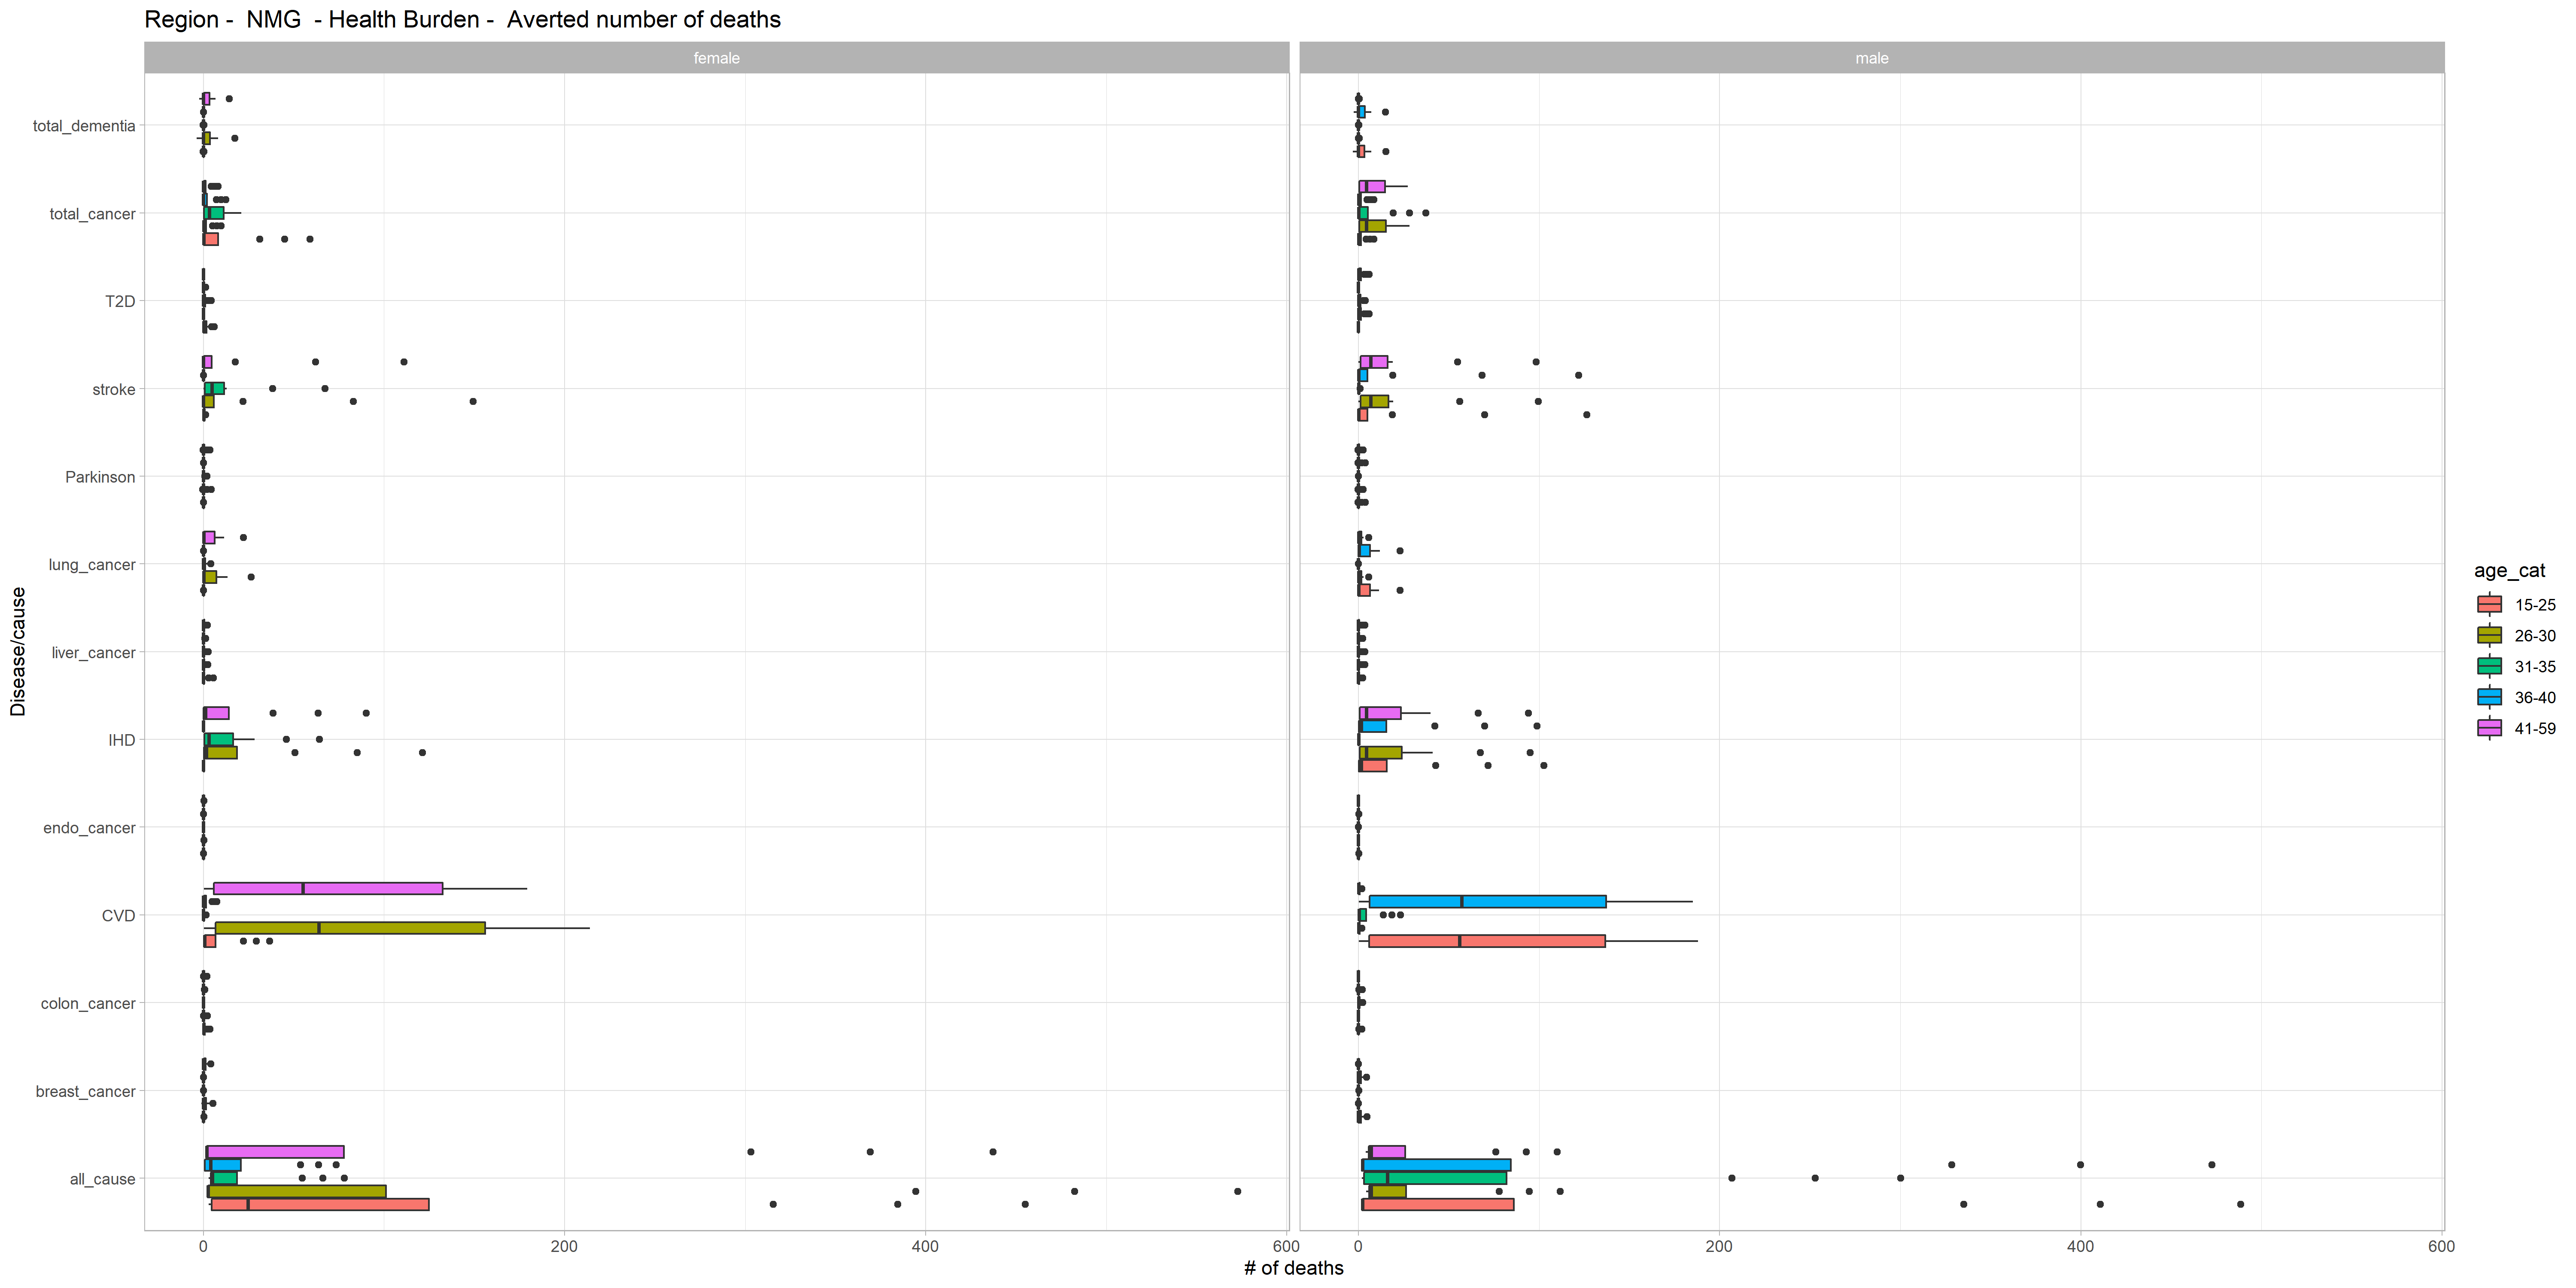 Region -  NMG  - Health Burden -  Averted number of deaths
female
male
total_dementia
total_cancer
T2D
stroke
Parkinson
lung_cancer
liver_cancer
IHD
endo_cancer
CVD
colon_cancer
breast_cancer
all_cause
Disease/cause
0 200 400 600
0 200 400 600
# of deaths
age_cat
15-25
26-30
31-35
36-40
41-59